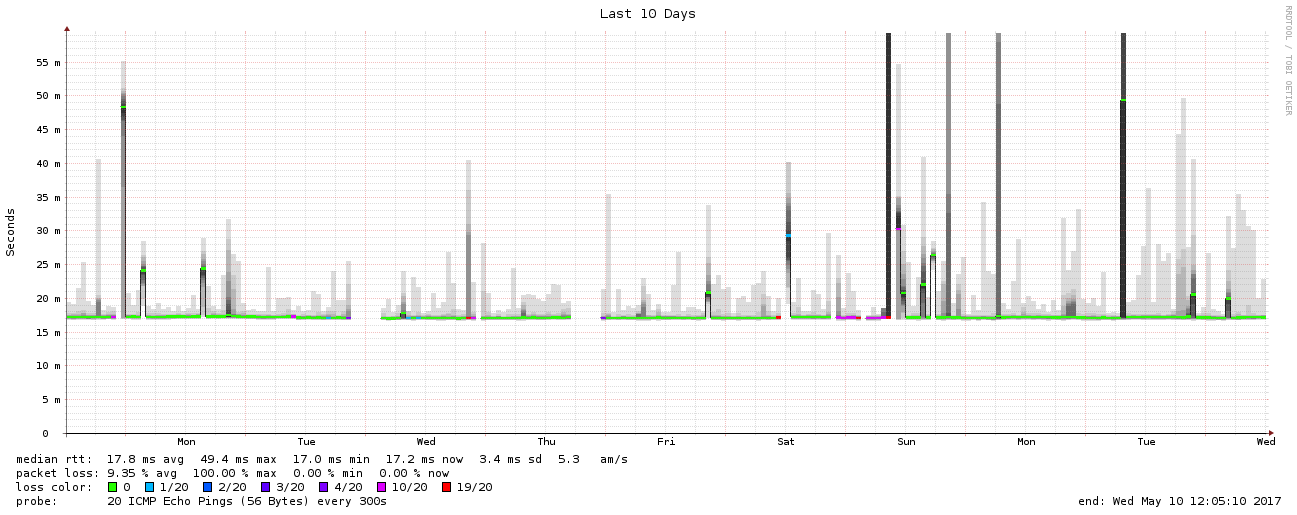 Last 10 Days
RRDTOOL / TOBI OETIKER
Seconds
55 m
50 m
45 m
40 m
35 m
30 m
25 m
20 m
15 m
10 m
5 m
0
Mon Tue Wed Thu Fri Sat Sun Mon Tue Wed
median rtt: 17.8 ms avg 49.4 ms max 17.0 ms min 17.2 ms now 3.4 ms sd 5.3 am/s
packet loss: 9.35 % avg 100.00 % max 0.00 % min 0.00 % now
loss color: 0 1/20 2/20 3/20 4/20 10/20 19/20
probe: 20 ICMP Echo Pings (56 Bytes) every 300s end: Wed May 10 12:05:10 2017